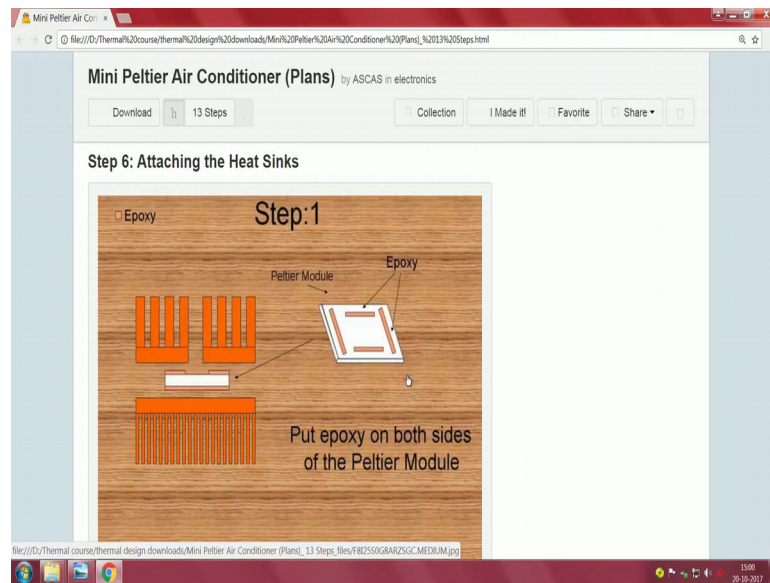 Mini Peltier Air Con
file:///D:/Thermal%20course/thermal%20design%20downloads/Mini%20Peltier%20Air%20Conditioner%20(Plans)_%2013%20Steps.html
Mini Peltier Air Conditioner (Plans) by ASCAS in electronics
Download h 13 Steps Collection I Made it! Favorite Share
Step 6: Attaching the Heat Sinks
Epoxy
Step:1
Peltier Module
Epoxy
Put epoxy on both sides
of the Peltier Module
file:///D:/Thermal course/thermal design downloads/Mini Peltier Air Conditioner (Plans)_ 13 Steps_files/F8I25S0G8ARZSGC.MEDIUM.jpg
15:00
20-10-2017